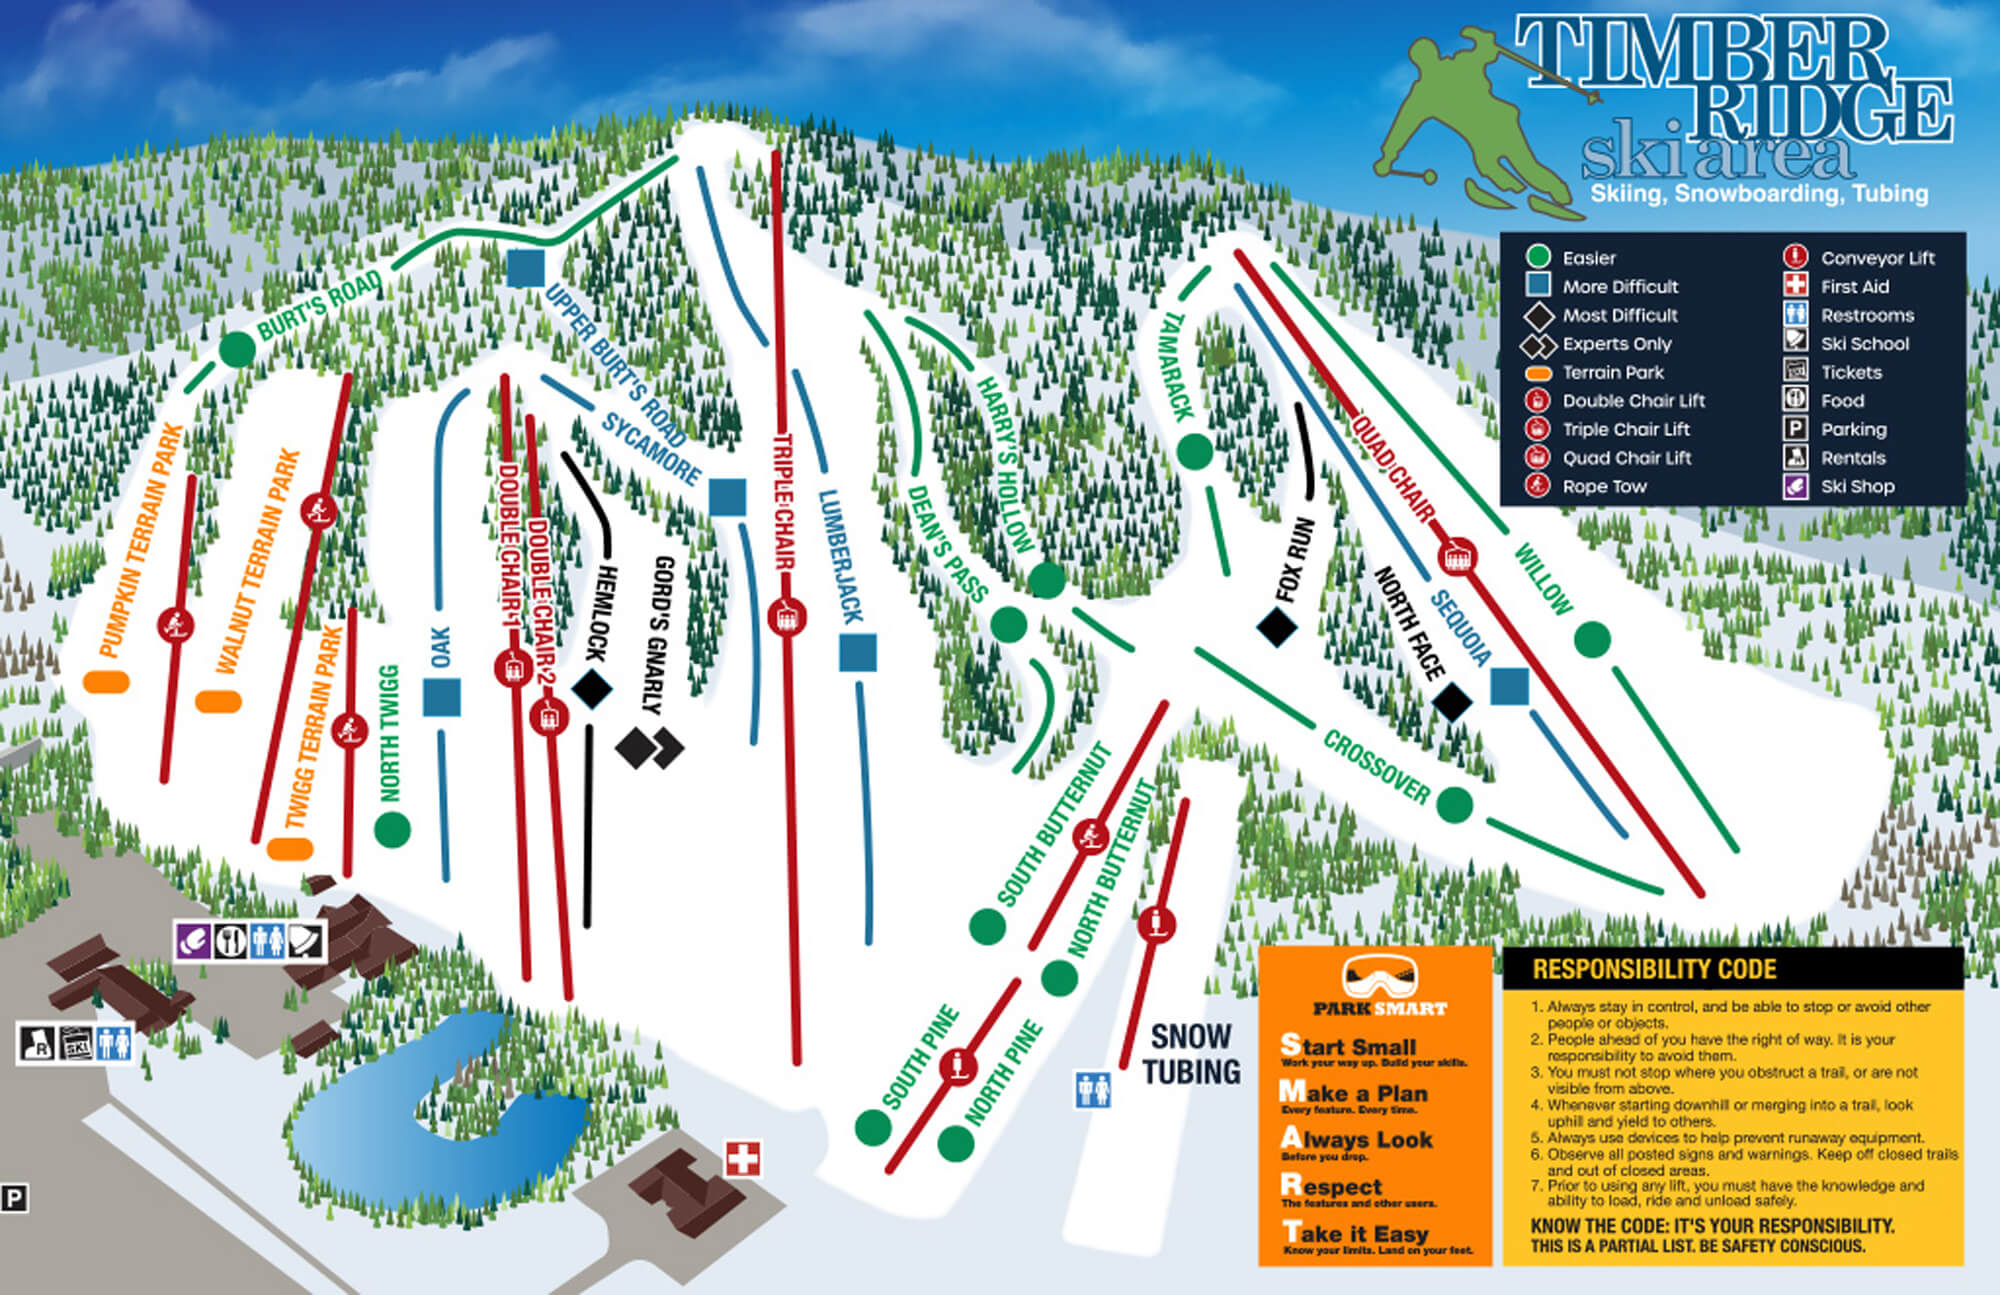 TIMBER
RIDGE
ski area
Skiing, Snowboarding, Tubing
Easier
More Difficult
Most Difficult
Experts Only
Terrain Park
Double Chair Lift
Triple Chair Lift
Quad Chair Lift
Rope Tow
Conveyor Lift
First Aid
Restrooms
Ski School
Tickets
Food
Parking
Rentals
Ski Shop
BURT'S ROAD
UPPER BURT'S ROAD
SYCAMORE
PUMPKIN TERRAIN PARK
WALNUT TERRAIN PARK
TWIGG TERRAIN PARK
NORTH TWIGG
OAK
DOUBLE CHAIR 1
DOUBLE CHAIR 2
HEMLOCK
GORD'S GNARLY
TRIPLE CHAIR
LUMBERJACK
DEAN'S PASS
HARRY'S HOLLOW
TAMARACK
FOX RUN
NORTH FACE
SEQUOIA
QUAD CHAIR
WILLOW
CROSSOVER
SOUTH BUTTERNUT
NORTH BUTTERNUT
SOUTH PINE
NORTH PINE
SNOW
TUBING
R
SKI
P
PARK SMART
Start Small
Work your way up. Build your skills.
Make a Plan
Every feature. Every time.
Always Look
Before you drop.
Respect
The features and other users.
Take it Easy
Know your limits. Land on your feet.
RESPONSIBILITY CODE
1. Always stay in control, and be able to stop or avoid other
people or objects.
2. People ahead of you have the right of way. It is your
responsibility to avoid them.
3. You must not stop where you obstruct a trail, or are not
visible from above.
4. Whenever starting downhill or merging into a trail, look
uphill and yield to others.
5. Always use devices to help prevent runaway equipment.
6. Observe all posted signs and warnings. Keep off closed trails
and out of closed areas.
7. Prior to using any lift, you must have the knowledge and
ability to load, ride and unload safely.
KNOW THE CODE: IT'S YOUR RESPONSIBILITY.
THIS IS A PARTIAL LIST. BE SAFETY CONSCIOUS.